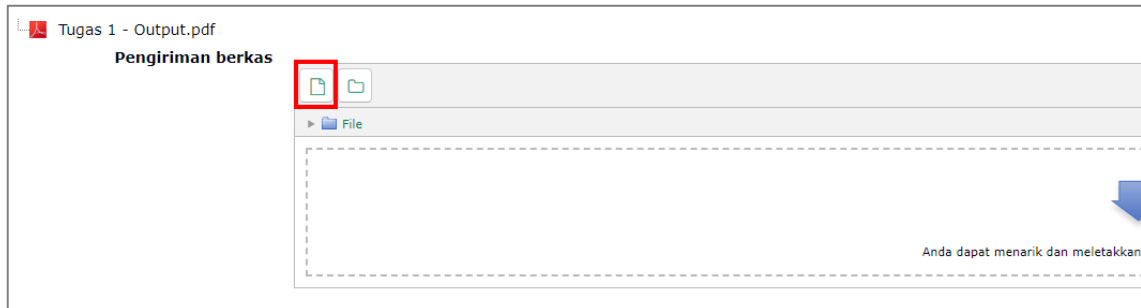 Tugas 1 - Output.pdf
Pengiriman berkas
File
Anda dapat menarik dan meletakkan